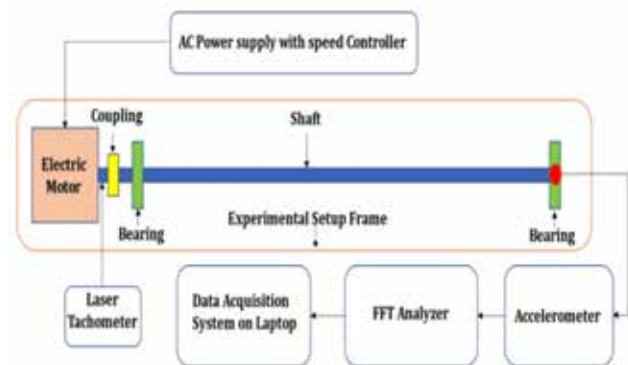 AC Power supply with speed Controller
Coupling
Shaft
Electric
Motor
Bearing
Experimental Setup Frame
Bearing
Laser
Tachometer
Data Acquisition
System on Laptop
FFT Analyzer
Accelerometer